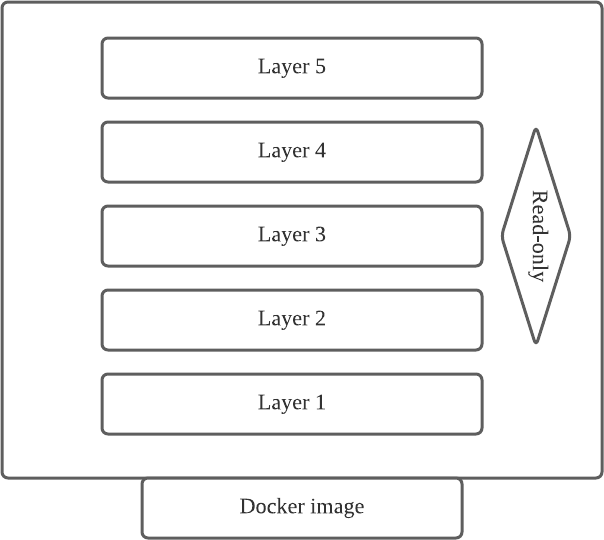 Layer 5
Layer 4
Layer 3
Layer 2
Layer 1
Read-only
Docker image